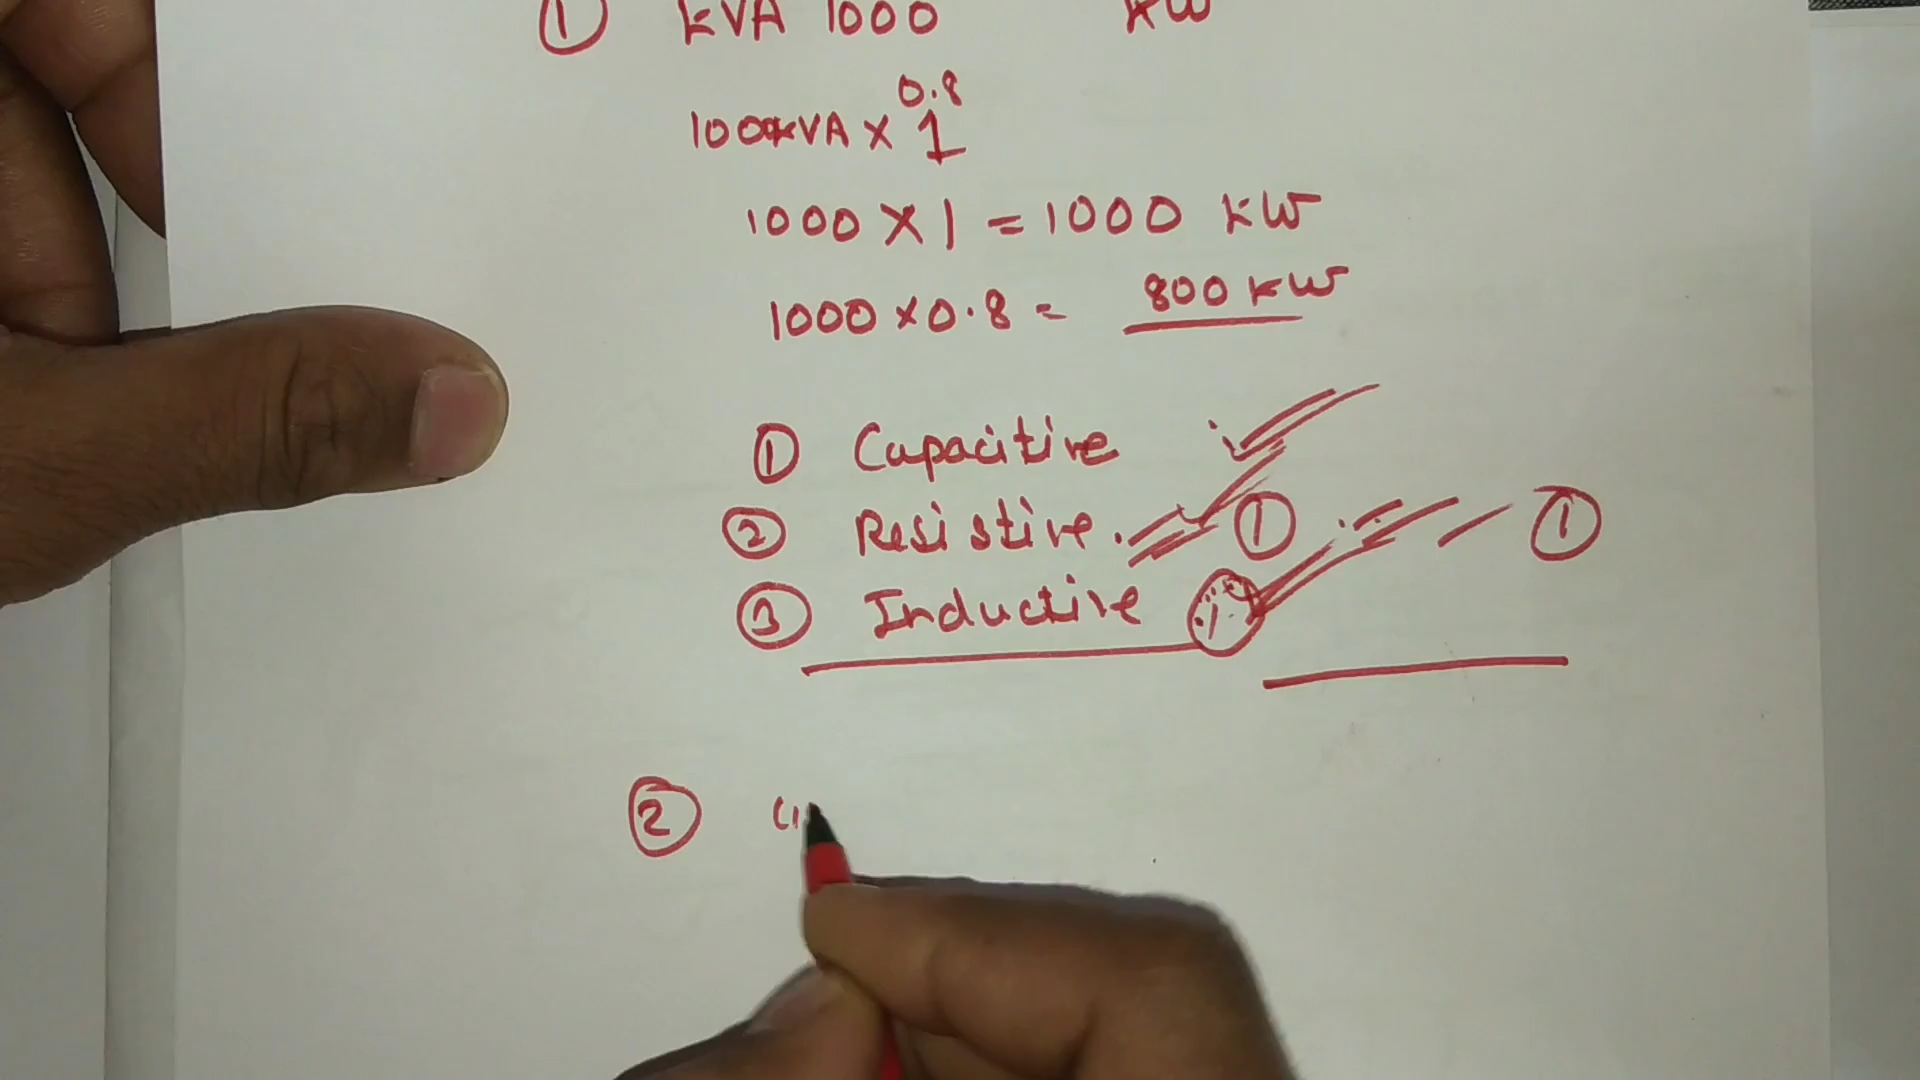 ① KVA 1000 KW
0.8
1000KVA X 1
1000 X 1 = 1000 KW
1000 X 0.8 = 800 KW
① Capacitive
② Resistive. ① ①
③ Inductive
②